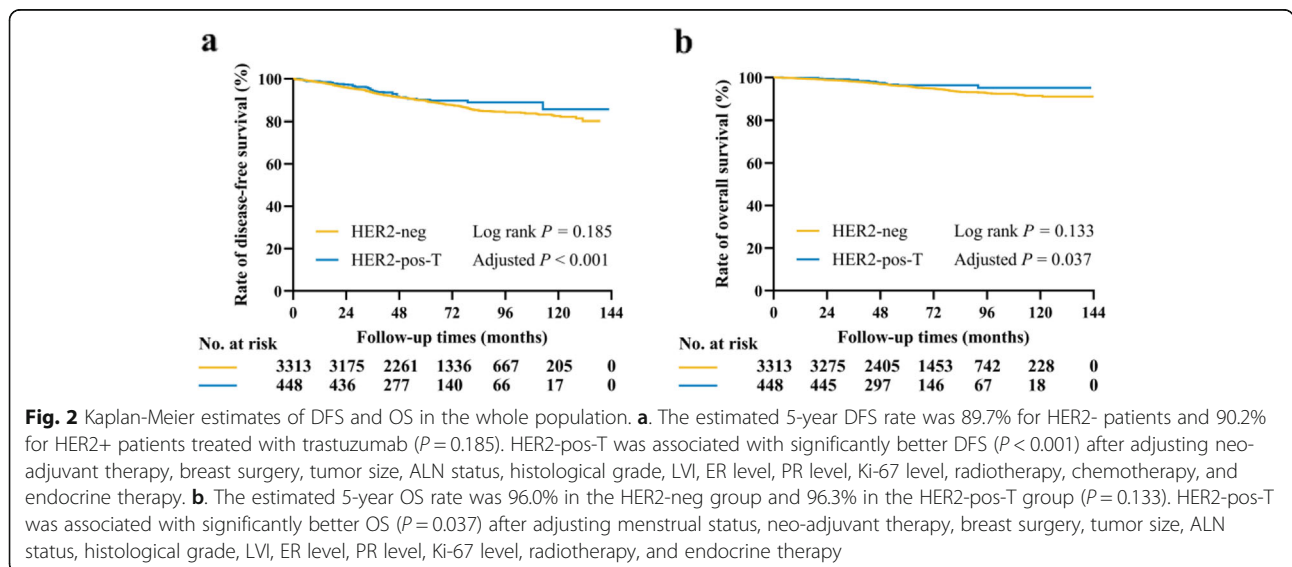 a
Rate of disease-free survival (%)
100
80
60
40
20
0
HER2-neg Log rank P = 0.185
HER2-pos-T Adjusted P < 0.001
0 24 48 72 96 120 144
Follow-up times (months)
No. at risk
3313 3175 2261 1336 667 205 0
448 436 277 140 66 17 0
b
Rate of overall survival (%)
100
80
60
40
20
0
HER2-neg Log rank P = 0.133
HER2-pos-T Adjusted P = 0.037
0 24 48 72 96 120 144
Follow-up times (months)
No. at risk
3313 3275 2405 1453 742 228 0
448 445 297 146 67 18 0
Fig. 2 Kaplan-Meier estimates of DFS and OS in the whole population. a. The estimated 5-year DFS rate was 89.7% for HER2- patients and 90.2%
for HER2+ patients treated with trastuzumab (P = 0.185). HER2-pos-T was associated with significantly better DFS (P < 0.001) after adjusting neo-
adjuvant therapy, breast surgery, tumor size, ALN status, histological grade, LVI, ER level, PR level, Ki-67 level, radiotherapy, chemotherapy, and
endocrine therapy. b. The estimated 5-year OS rate was 96.0% in the HER2-neg group and 96.3% in the HER2-pos-T group (P = 0.133). HER2-pos-T
was associated with significantly better OS (P = 0.037) after adjusting menstrual status, neo-adjuvant therapy, breast surgery, tumor size, ALN
status, histological grade, LVI, ER level, PR level, Ki-67 level, radiotherapy, and endocrine therapy